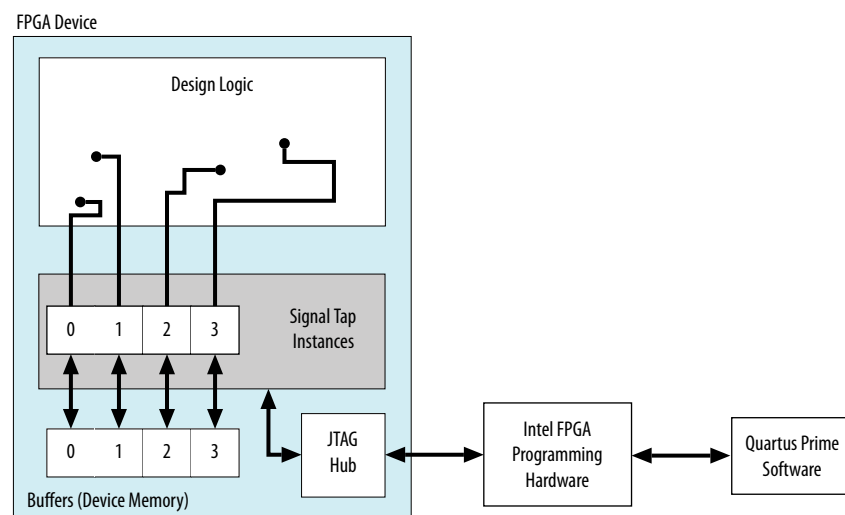 FPGA Device
Design Logic
0 1 2 3
Signal Tap
Instances
0 1 2 3
Buffers (Device Memory)
JTAG
Hub
Intel FPGA
Programming
Hardware
Quartus Prime
Software